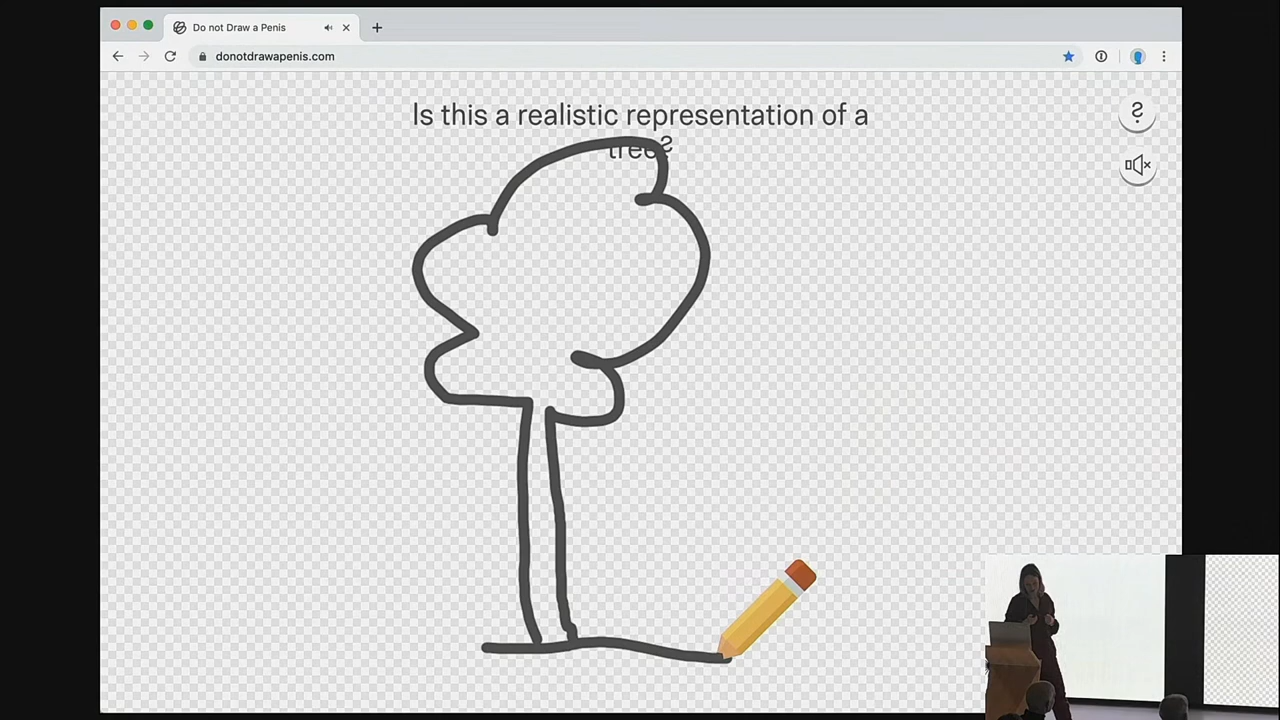 Do not Draw a Penis
donotdrawapenis.com
Is this a realistic representation of a
tree?
?